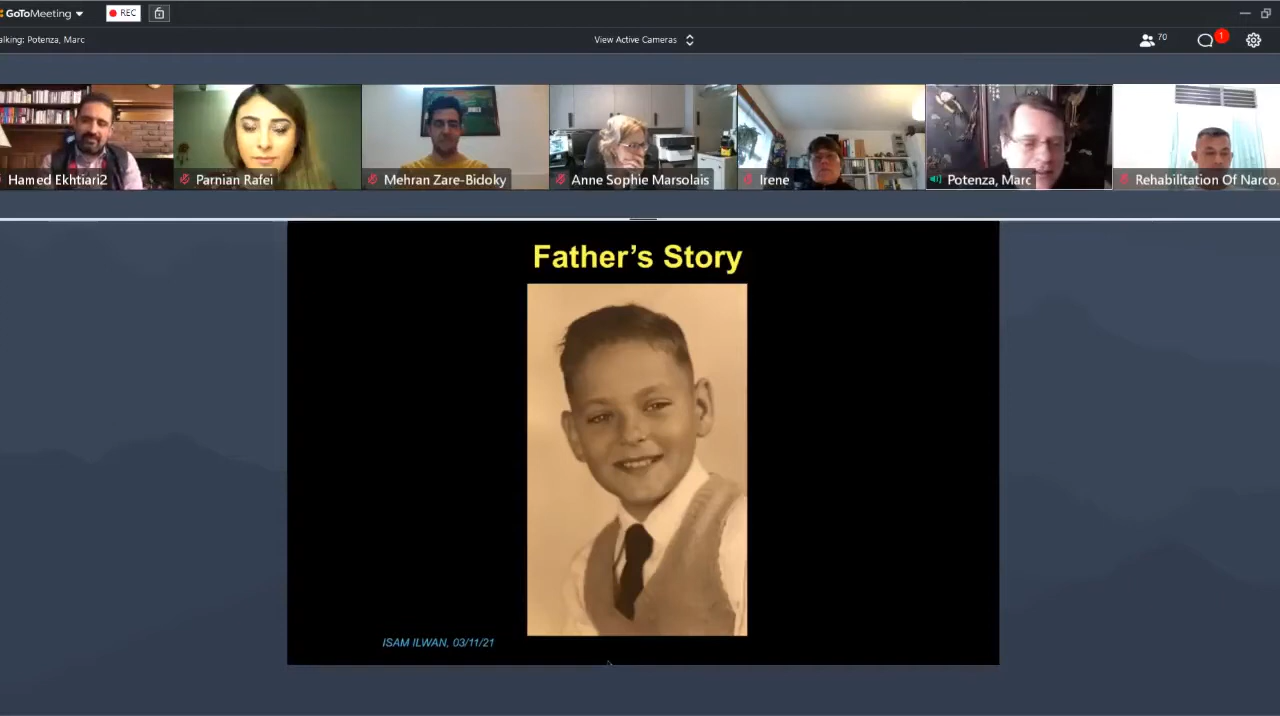 GoToMeeting
REC
alking: Potenza, Marc
View Active Cameras
70
1
Hamed Ekhtiari2
Parnian Rafei
Mehran Zare-Bidoky
Anne Sophie Marsolais
Irene
Potenza, Marc
Rehabilitation Of Narco...
Father's Story
ISAM ILWAN, 03/11/21